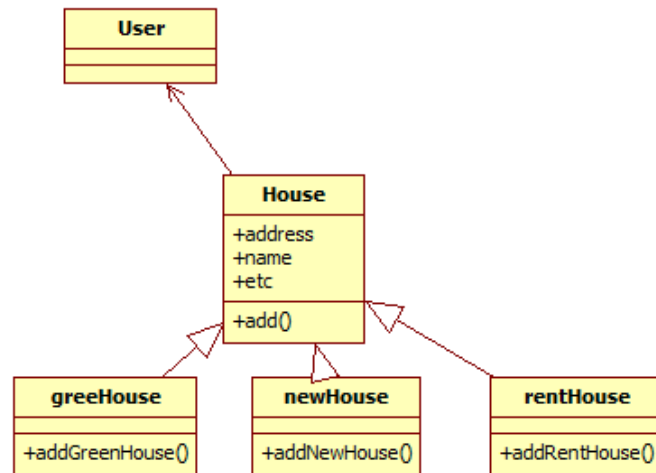 User
House
+address
+name
+etc
+add()
greeHouse
newHouse
rentHouse
+addGreenHouse()
+addNewHouse()
+addRentHouse()